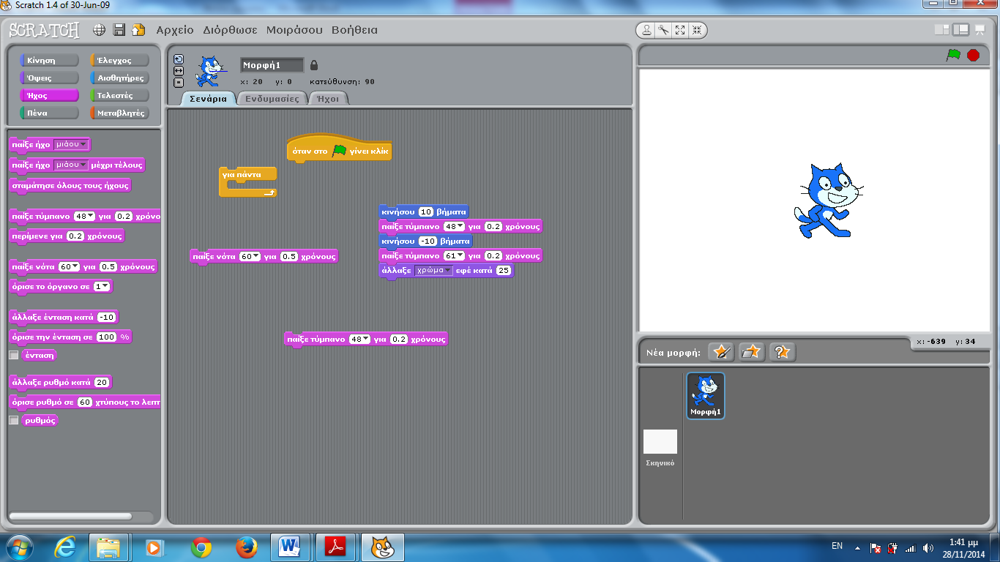 Scratch 1.4 of 30-Jun-09
SCRATCH
Αρχείο Διόρθωσε Μοιράσου Βοήθεια
Κίνηση Έλεγχος
Όψεις Αισθητήρες
Ήχος Τελεστές
Πένα Μεταβλητές
παίξε ήχο μιάου
παίξε ήχο μιάου μέχρι τέλους
σταμάτησε όλους τους ήχους
παίξε τύμπανο 48 για 0.2 χρόνο
περίμενε για 0.2 χρόνους
παίξε νότα 60 για 0.5 χρόνους
όρισε το όργανο σε 1
άλλαξε ένταση κατά -10
όρισε την ένταση σε 100 %
ένταση
άλλαξε ρυθμό κατά 20
όρισε ρυθμό σε 60 χτύπους το λεπτ
ρυθμός
Μορφή1
x: 20 y: 0 κατεύθυνση: 90
Σενάρια Ενδυμασίες Ήχοι
όταν στο γίνει κλίκ
για πάντα
κινήσου 10 βήματα
παίξε τύμπανο 48 για 0.2 χρόνους
κινήσου -10 βήματα
παίξε τύμπανο 61 για 0.2 χρόνους
άλλαξε χρώμα εφέ κατά 25
παίξε νότα 60 για 0.5 χρόνους
παίξε τύμπανο 48 για 0.2 χρόνους
x: -639 y: 34
Νέα μορφή:
Μορφή1
Σκηνικό
EN
1:41 μμ
28/11/2014